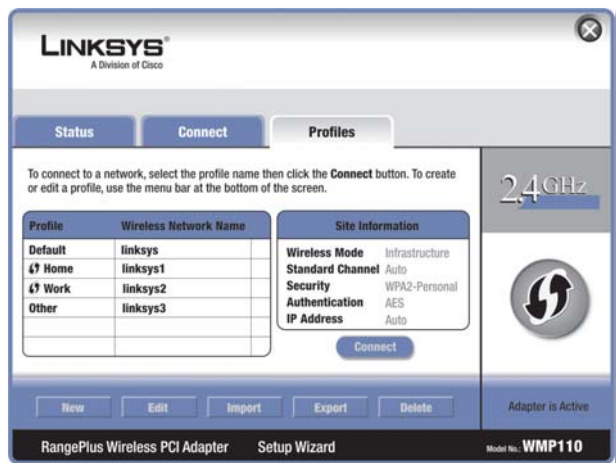 LINKSYS®
A Division of Cisco
Status
Connect
Profiles
To connect to a network, select the profile name then click the Connect button. To create
or edit a profile, use the menu bar at the bottom of the screen.
2.4GHz
Profile Wireless Network Name
Default linksys
Home linksys1
Work linksys2
Other linksys3
Site Information
Wireless Mode Infrastructure
Standard Channel Auto
Security WPA2-Personal
Authentication AES
IP Address Auto
Connect
New
Edit
Import
Export
Delete
Adapter is Active
RangePlus Wireless PCI Adapter Setup Wizard
Model No.: WMP110